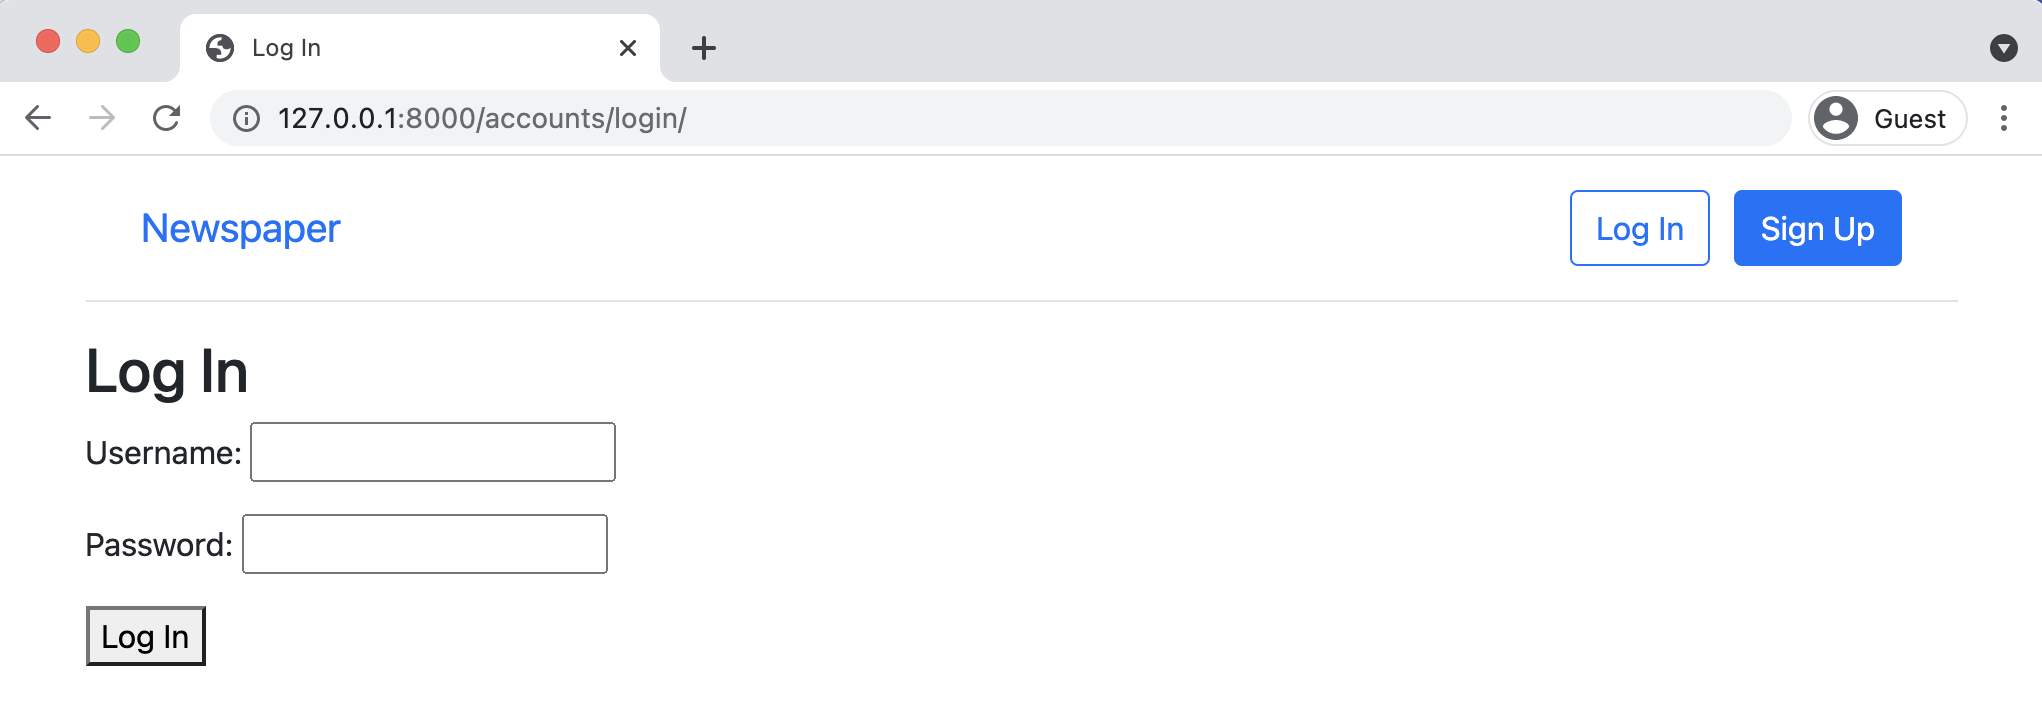 Log In
127.0.0.1:8000/accounts/login/
Guest
Newspaper
Log In
Sign Up
Log In
Username:
Password:
Log In